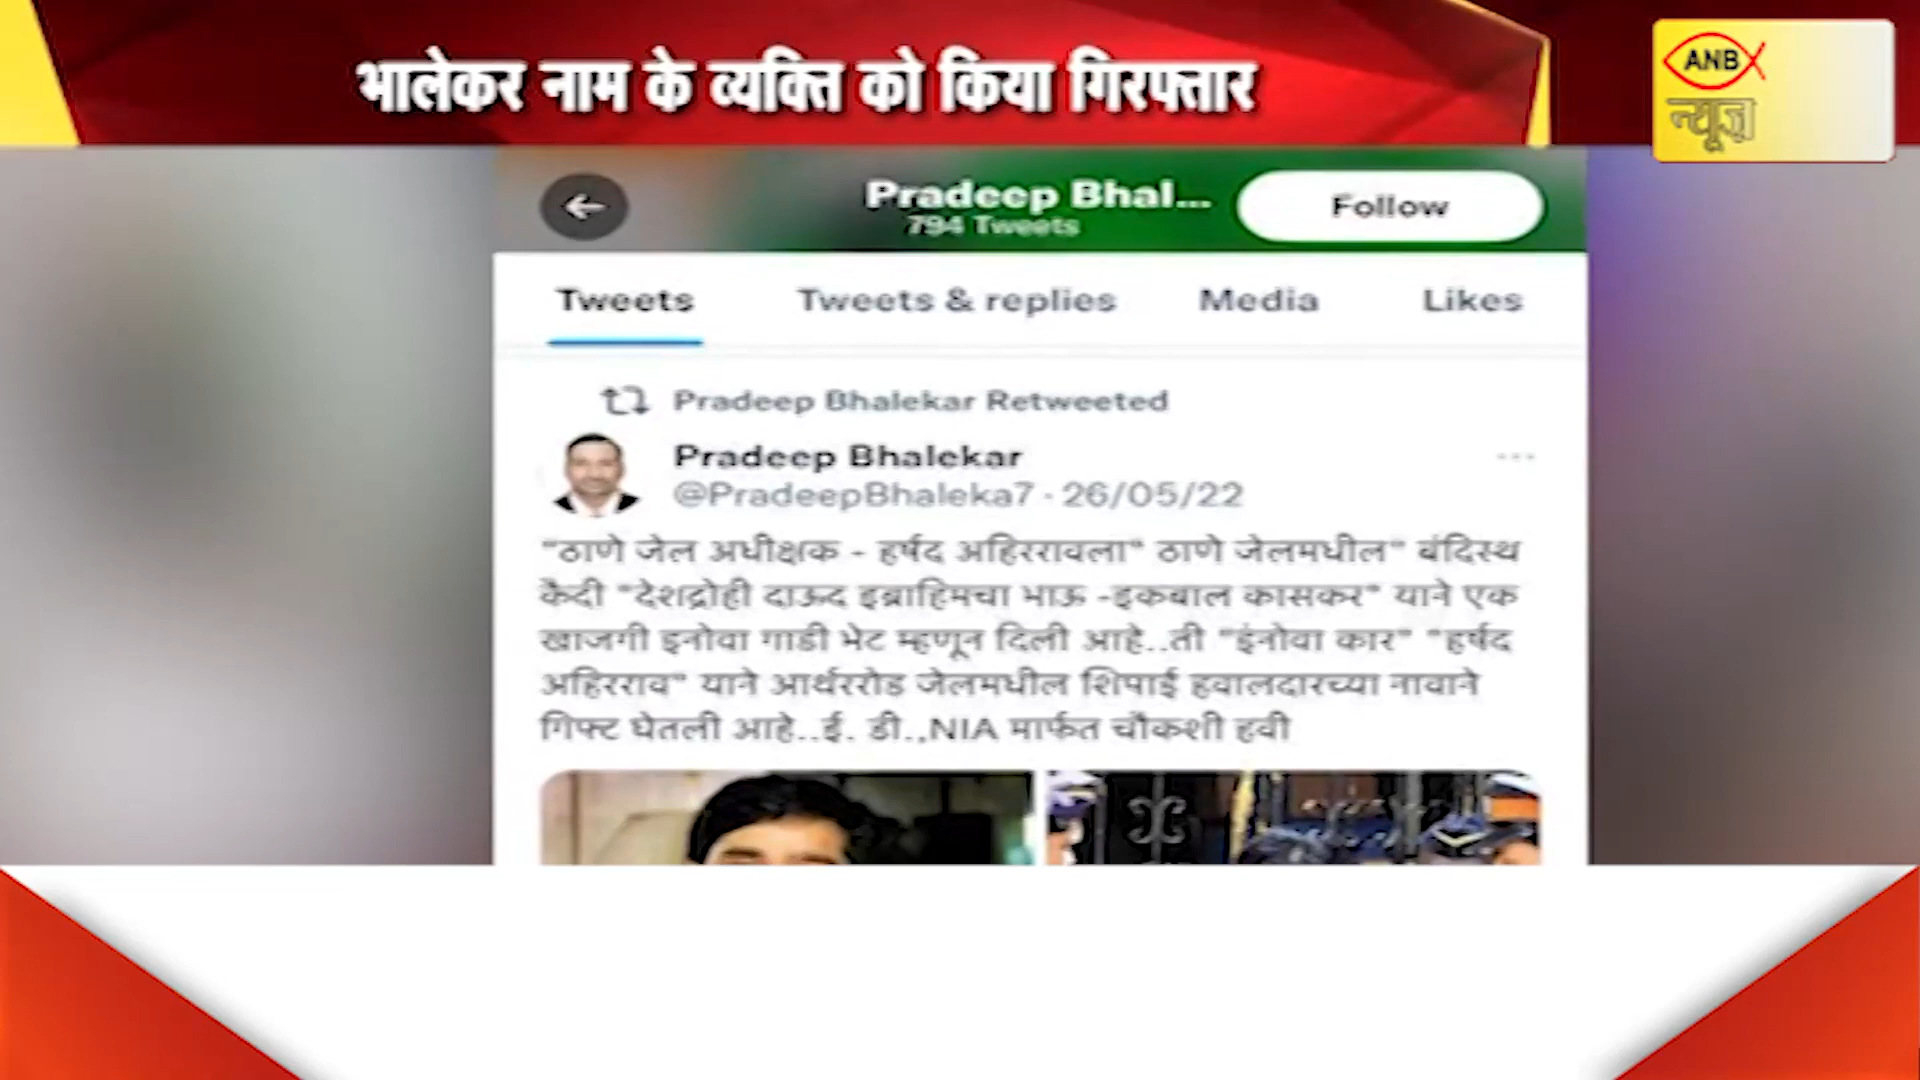 भालेकर नाम के व्यक्ति को किया गिरफ्तार
ANB
न्यूज़
Pradeep Bhal...
794 Tweets
Follow
Tweets
Tweets & replies
Media
Likes
Pradeep Bhalekar Retweeted
Pradeep Bhalekar
@PradeepBhaleka7 · 26/05/22
"ठाणे जेल अधीक्षक - हर्षद अहिररावला" ठाणे जेलमधील" बंदिस्थ
कैदी "देशद्रोही दाऊद इब्राहिमचा भाऊ -इकबाल कासकर" याने एक
खाजगी इनोवा गाडी भेट म्हणून दिली आहे..ती "इंनोवा कार" "हर्षद
अहिरराव" याने आर्थररोड जेलमधील शिपाई हवालदारच्या नावाने
गिफ्ट घेतली आहे..ई. डी.,NIA मार्फत चौकशी हवी